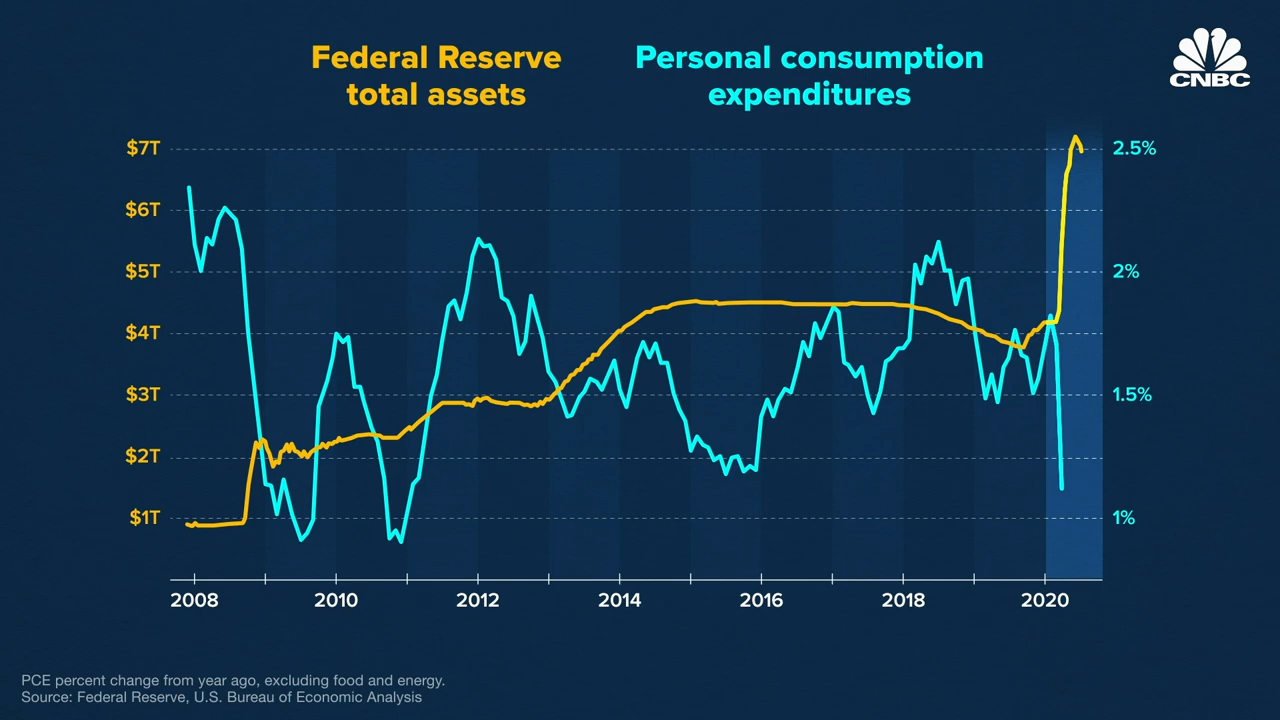 Federal Reserve
total assets
Personal consumption
expenditures
CNBC
$7T
$6T
$5T
$4T
$3T
$2T
$1T
2.5%
2%
1.5%
1%
2008
2010
2012
2014
2016
2018
2020
PCE percent change from year ago, excluding food and energy.
Source: Federal Reserve, U.S. Bureau of Economic Analysis